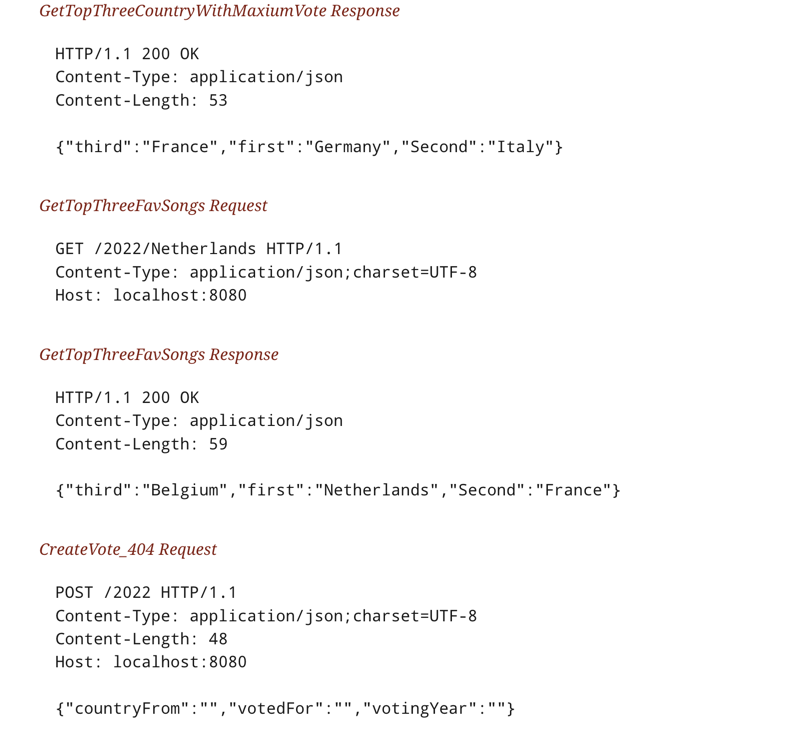 GetTopThreeCountryWithMaxiumVote Response
HTTP/1.1 200 OK
Content-Type: application/json
Content-Length: 53
{"third":"France","first":"Germany","Second":"Italy"}
GetTopThreeFavSongs Request
GET /2022/Netherlands HTTP/1.1
Content-Type: application/json;charset=UTF-8
Host: localhost:8080
GetTopThreeFavSongs Response
HTTP/1.1 200 OK
Content-Type: application/json
Content-Length: 59
{"third":"Belgium","first":"Netherlands","Second":"France"}
CreateVote_404 Request
POST /2022 HTTP/1.1
Content-Type: application/json;charset=UTF-8
Content-Length: 48
Host: localhost:8080
{"countryFrom":"","votedFor":"","votingYear":""}